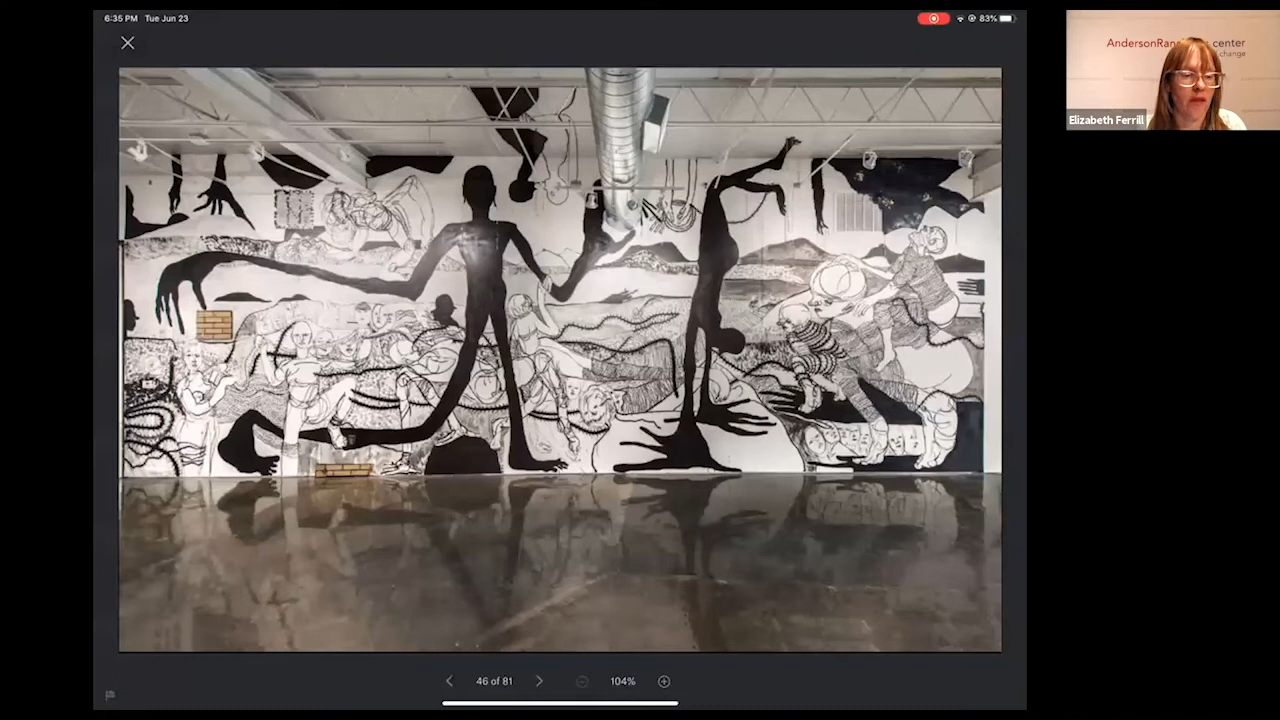 6:35 PM Tue Jun 23
83%
AndersonRan center
change
Elizabeth Ferrill
46 of 81
104%